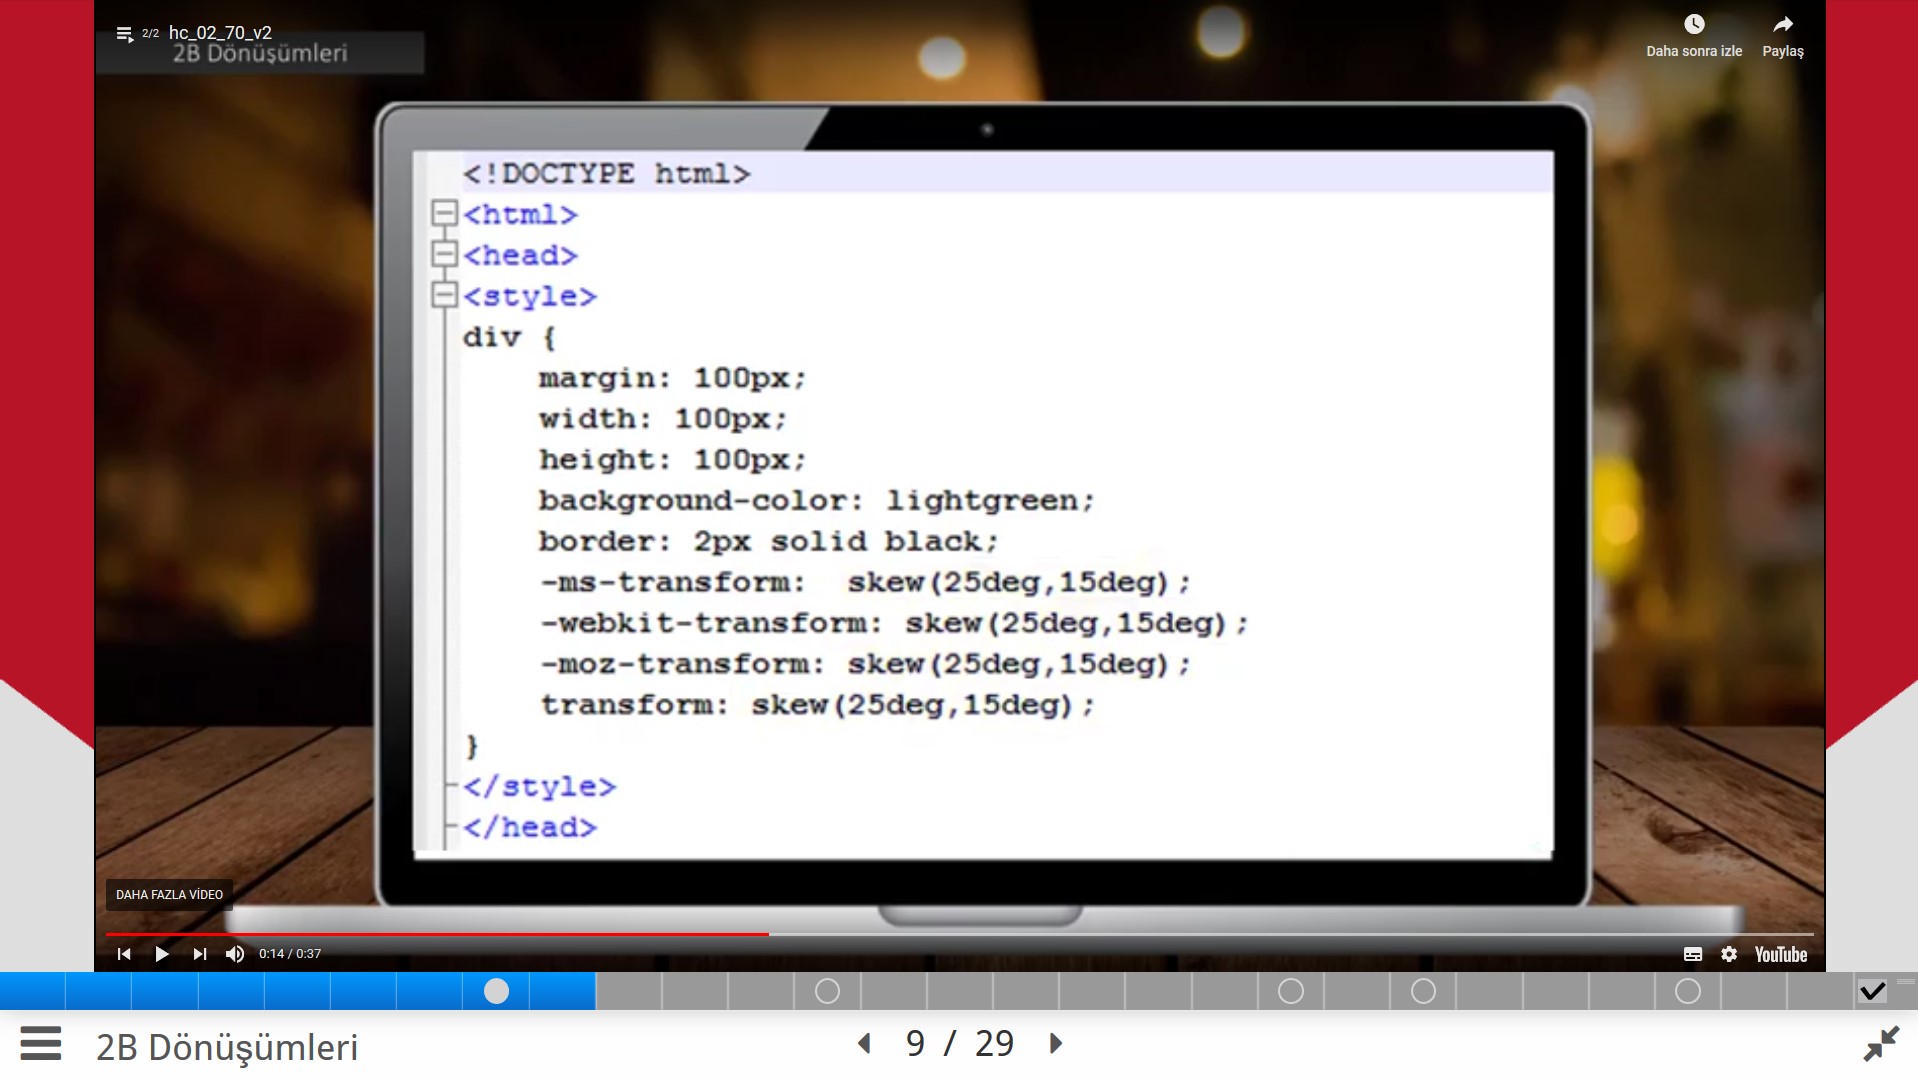 2/2 hc_02_70_v2
Daha sonra izle
Paylaş
2B Dönüşümleri
<!DOCTYPE html>
<html>
<head>
<style>
div {
margin: 100px;
width: 100px;
height: 100px;
background-color: lightgreen;
border: 2px solid black;
-ms-transform:  skew(25deg,15deg);
-webkit-transform: skew(25deg,15deg);
-moz-transform: skew(25deg,15deg);
transform: skew(25deg,15deg);
}
</style>
</head>
DAHA FAZLA VİDEO
0:14 / 0:37
YouTube
2B Dönüşümleri
9 / 29